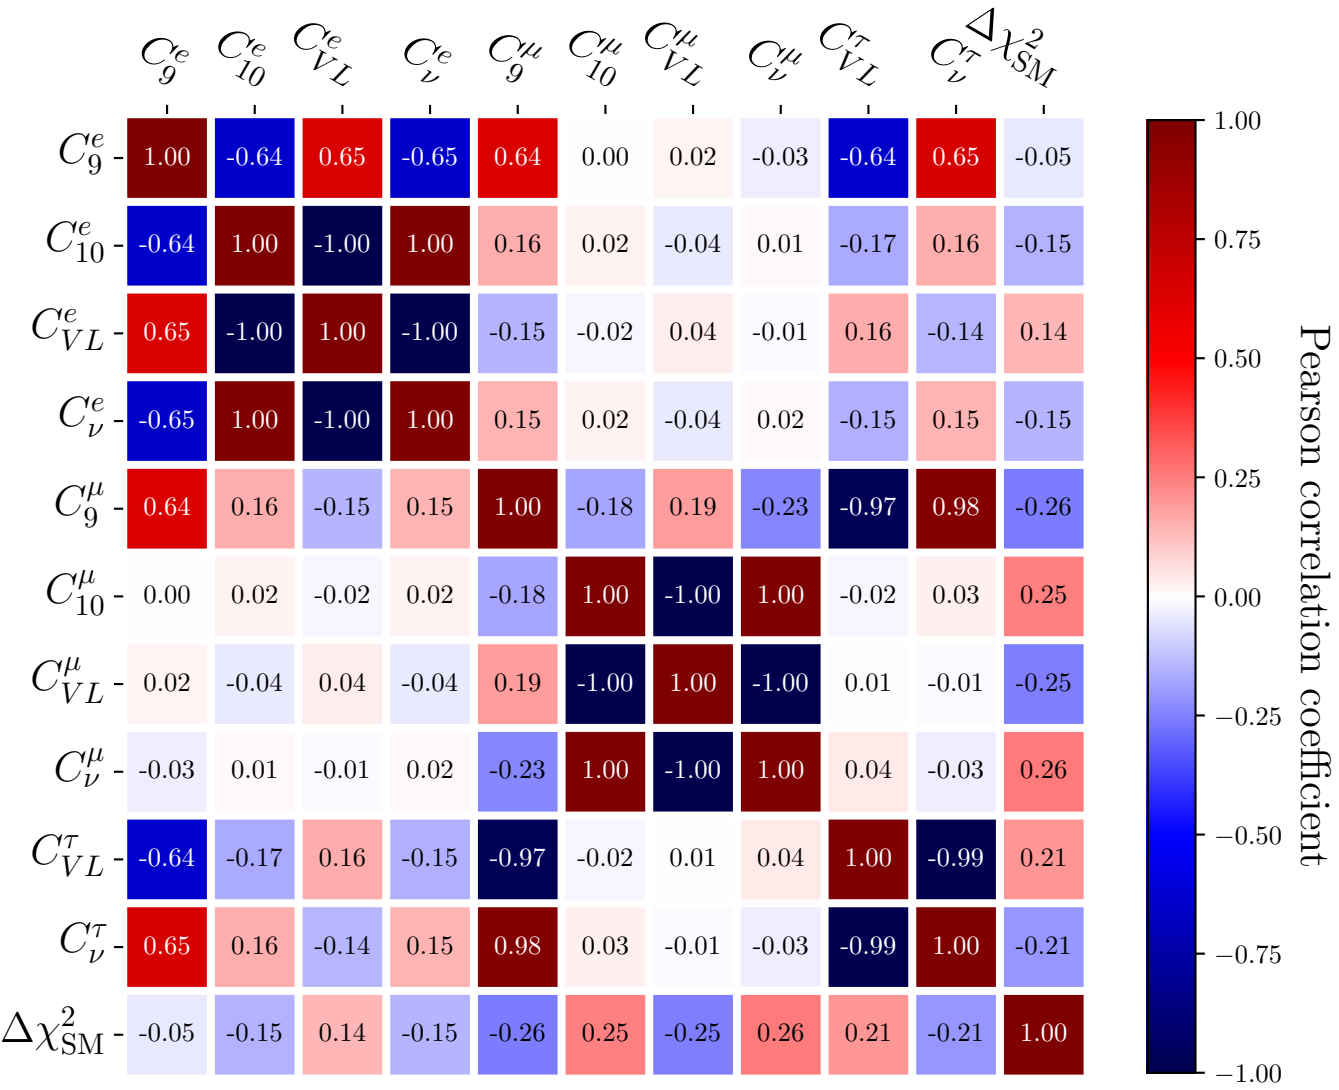 C_9^e C_10^e C_VL^e C_ν^e C_9^μ C_10^μ C_VL^μ C_ν^μ C_VL^τ C_ν^τ Δχ_SM^2
C_9^e 1.00 -0.64 0.65 -0.65 0.64 0.00 0.02 -0.03 -0.64 0.65 -0.05
C_10^e -0.64 1.00 -1.00 1.00 0.16 0.02 -0.04 0.01 -0.17 0.16 -0.15
C_VL^e 0.65 -1.00 1.00 -1.00 -0.15 -0.02 0.04 -0.01 0.16 -0.14 0.14
C_ν^e -0.65 1.00 -1.00 1.00 0.15 0.02 -0.04 0.02 -0.15 0.15 -0.15
C_9^μ 0.64 0.16 -0.15 0.15 1.00 -0.18 0.19 -0.23 -0.97 0.98 -0.26
C_10^μ 0.00 0.02 -0.02 0.02 -0.18 1.00 -1.00 1.00 -0.02 0.03 0.25
C_VL^μ 0.02 -0.04 0.04 -0.04 0.19 -1.00 1.00 -1.00 0.01 -0.01 -0.25
C_ν^μ -0.03 0.01 -0.01 0.02 -0.23 1.00 -1.00 1.00 0.04 -0.03 0.26
C_VL^τ -0.64 -0.17 0.16 -0.15 -0.97 -0.02 0.01 0.04 1.00 -0.99 0.21
C_ν^τ 0.65 0.16 -0.14 0.15 0.98 0.03 -0.01 -0.03 -0.99 1.00 -0.21
Δχ_SM^2 -0.05 -0.15 0.14 -0.15 -0.26 0.25 -0.25 0.26 0.21 -0.21 1.00
1.00
0.75
0.50
0.25
0.00
−0.25
−0.50
−0.75
−1.00
Pearson correlation coefficient